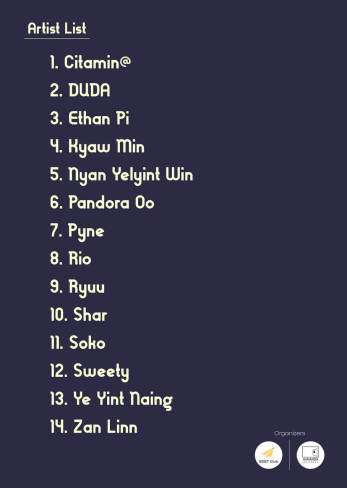 Artist List
1. Citamin@
2. DUDA
3. Ethan Pi
4. Kyaw Min
5. Nyan Yelyint Win
6. Pandora Oo
7. Pyne
8. Rio
9. Ryuu
10. Shar
11. Soko
12. Sweety
13. Ye Yint Naing
14. Zan Linn
Organizers